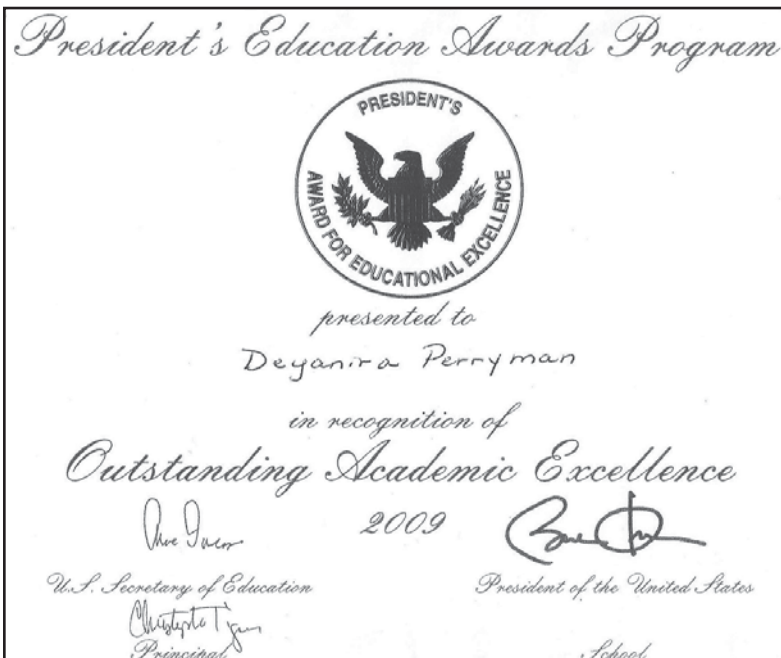 President's Education Awards Program
PRESIDENT'S
AWARD FOR EDUCATIONAL EXCELLENCE
presented to
Deyanira Perryman
in recognition of
Outstanding Academic Excellence
2009
U.S. Secretary of Education
President of the United States
Principal
School